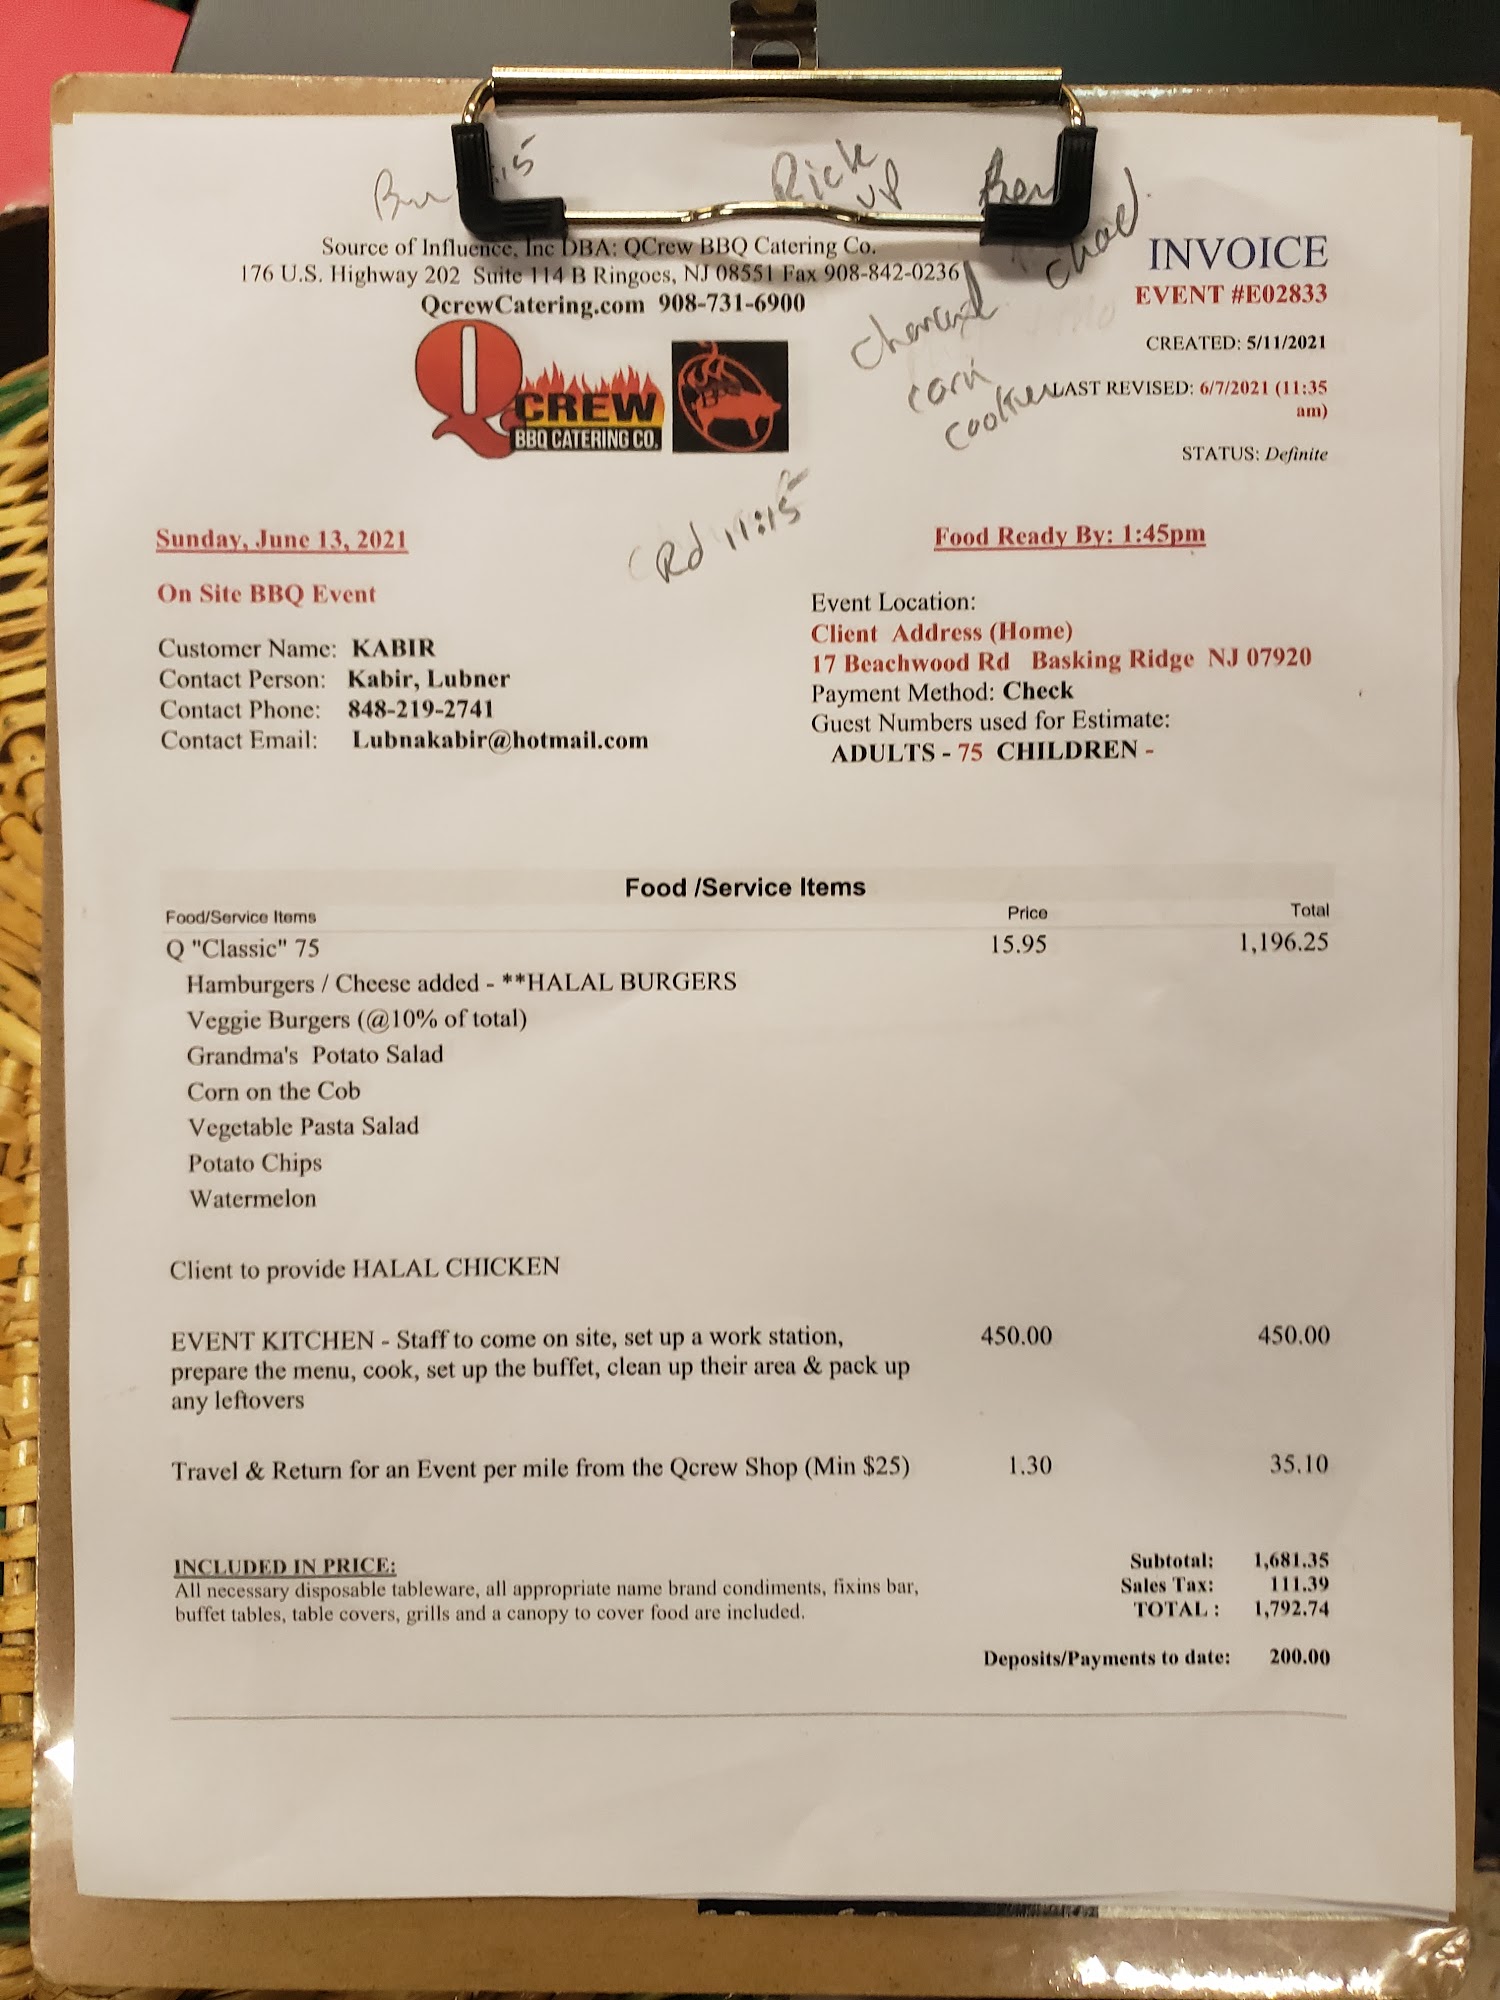 Rick
up
Source of Influence, Inc DBA: QCrew BBQ Catering Co.
176 U.S. Highway 202 Suite 114 B Ringoes, NJ 08551 Fax 908-842-0236
QcrewCatering.com 908-731-6900
INVOICE
EVENT #E02833
CREATED: 5/11/2021
LAST REVISED: 6/7/2021 (11:35
am)
STATUS: Definite
Chad
corn
QCREW
BBQ CATERING CO.
Rd 11:15
Sunday, June 13, 2021
Food Ready By: 1:45pm
On Site BBQ Event
Customer Name: KABIR
Contact Person: Kabir, Lubner
Contact Phone: 848-219-2741
Contact Email: Lubnakabir@hotmail.com
Event Location:
Client Address (Home)
17 Beachwood Rd Basking Ridge NJ 07920
Payment Method: Check
Guest Numbers used for Estimate:
ADULTS - 75 CHILDREN -
Food /Service Items
Food/Service Items Price Total
Q "Classic" 75 15.95 1,196.25
Hamburgers / Cheese added - **HALAL BURGERS
Veggie Burgers (@10% of total)
Grandma's Potato Salad
Corn on the Cob
Vegetable Pasta Salad
Potato Chips
Watermelon
Client to provide HALAL CHICKEN
EVENT KITCHEN - Staff to come on site, set up a work station, 450.00 450.00
prepare the menu, cook, set up the buffet, clean up their area & pack up
any leftovers
Travel & Return for an Event per mile from the Qcrew Shop (Min $25) 1.30 35.10
INCLUDED IN PRICE:
All necessary disposable tableware, all appropriate name brand condiments, fixins bar,
buffet tables, table covers, grills and a canopy to cover food are included.
Subtotal: 1,681.35
Sales Tax: 111.39
TOTAL : 1,792.74
Deposits/Payments to date: 200.00